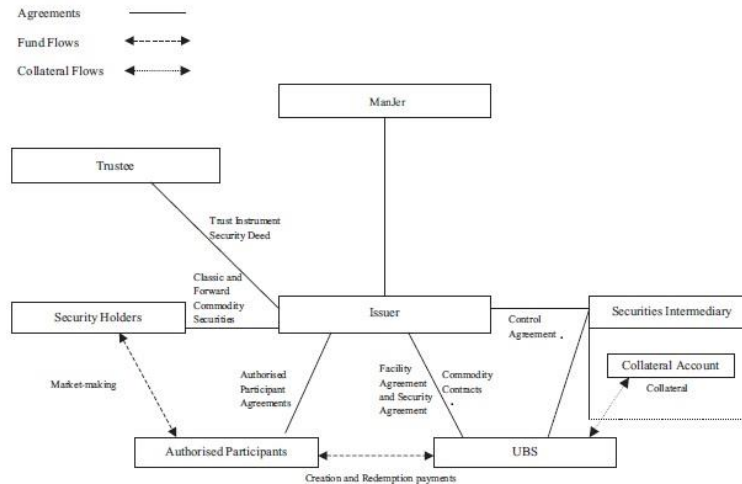 Agreements
Fund Flows
Collateral Flows
ManJer
Trustee
Trust Instrument
Security Deed
Classic and
Forward
Commodity
Securities
Security Holders
Issuer
Securities Intermediary
Control
Agreement
Collateral Account
Collateral
Market-making
Authorised
Participant
Agreements
Facility
Agreement
and Security
Agreement
Commodity
Contracts
Authorised Participants
UBS
Creation and Redemption payments